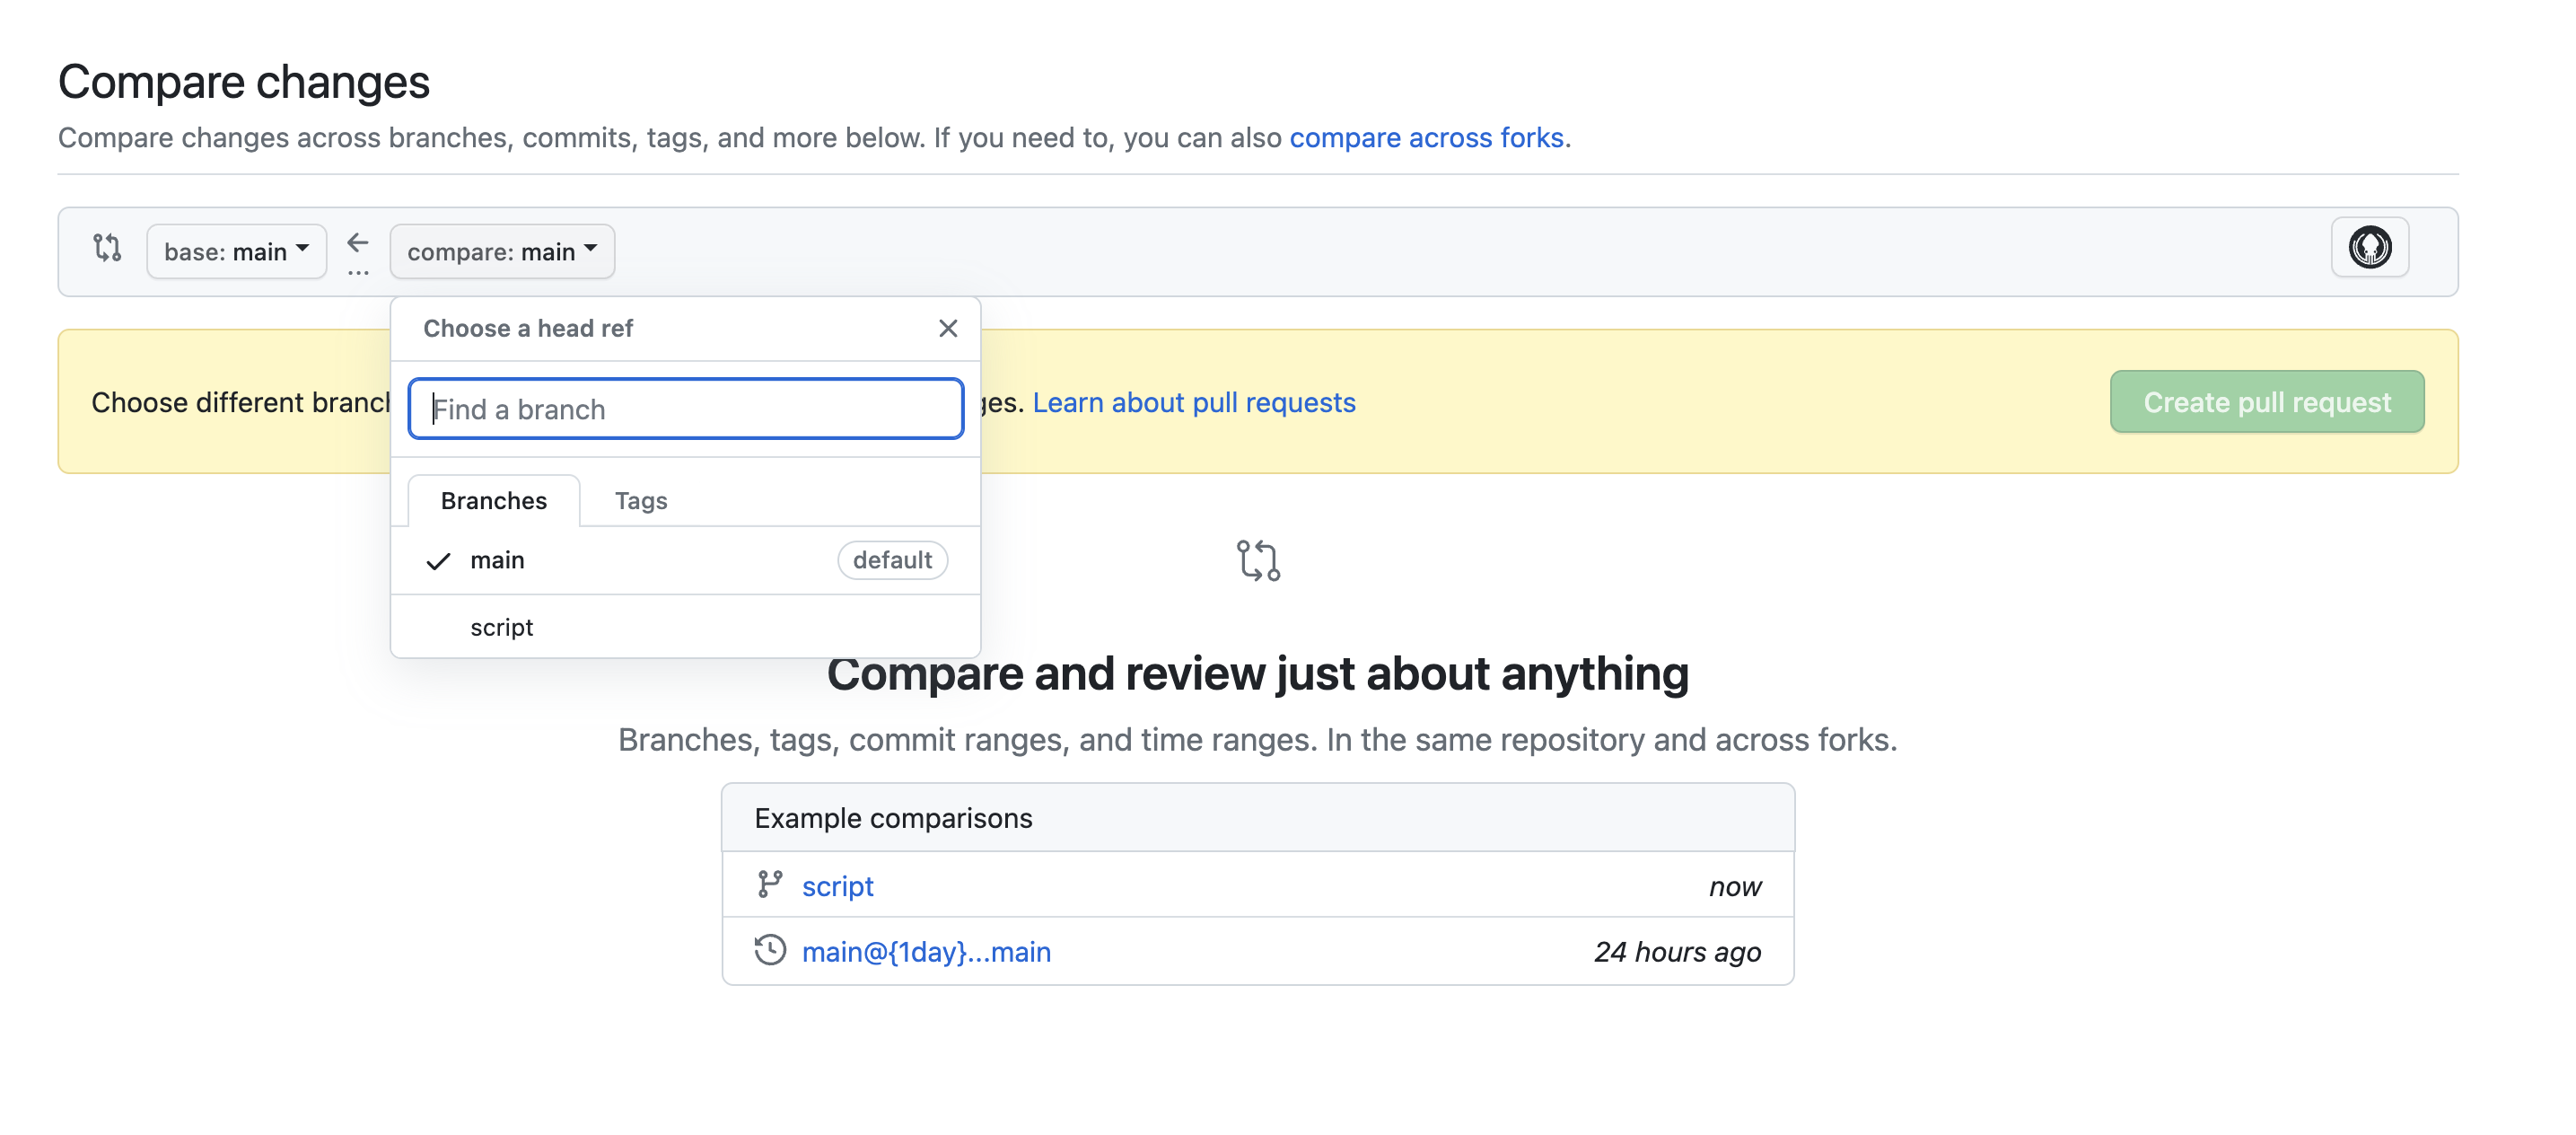 Compare changes
Compare changes across branches, commits, tags, and more below. If you need to, you can also compare across forks.
base: main
...
compare: main
Choose a head ref
Find a branch
Branches Tags
main default
script
Choose different ges. Learn about pull requests
Create pull request
Compare and review just about anything
Branches, tags, commit ranges, and time ranges. In the same repository and across forks.
Example comparisons
script now
main@{1day}...main 24 hours ago